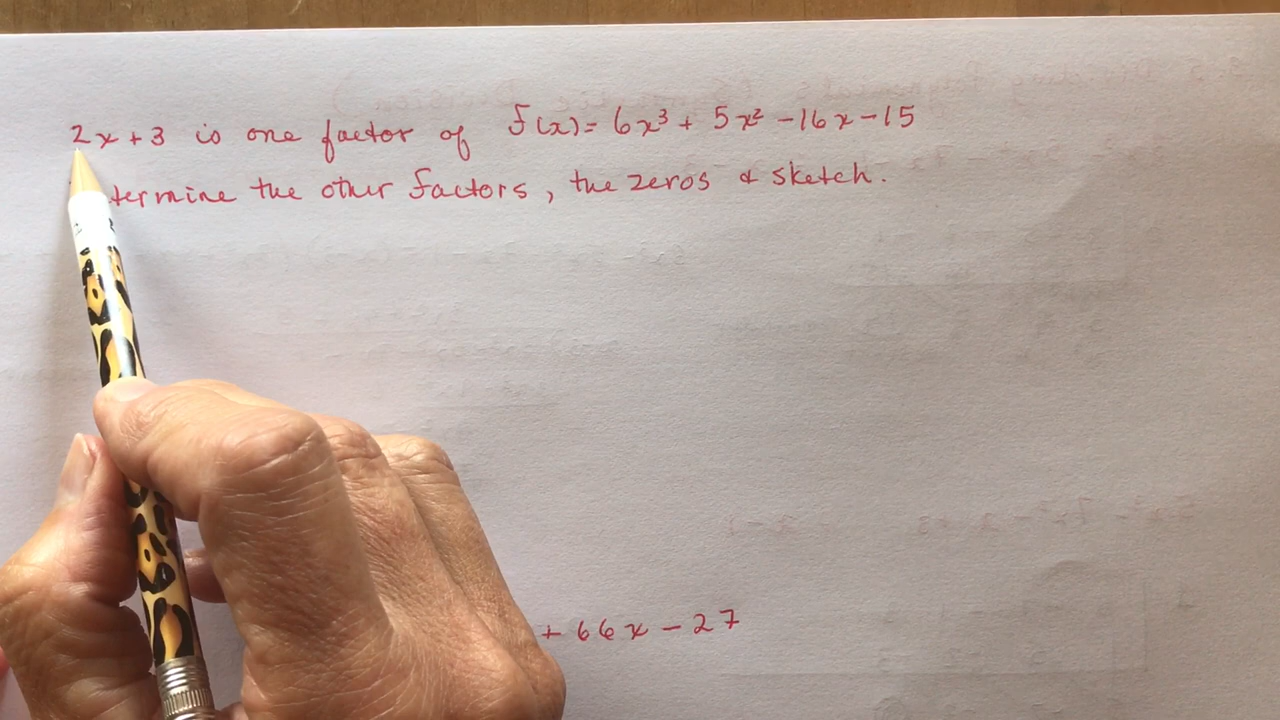 2x + 3 is one factor of f(x) = 6x³ + 5x² - 16x - 15
termine the other factors, the zeros & sketch.
+ 66x - 27